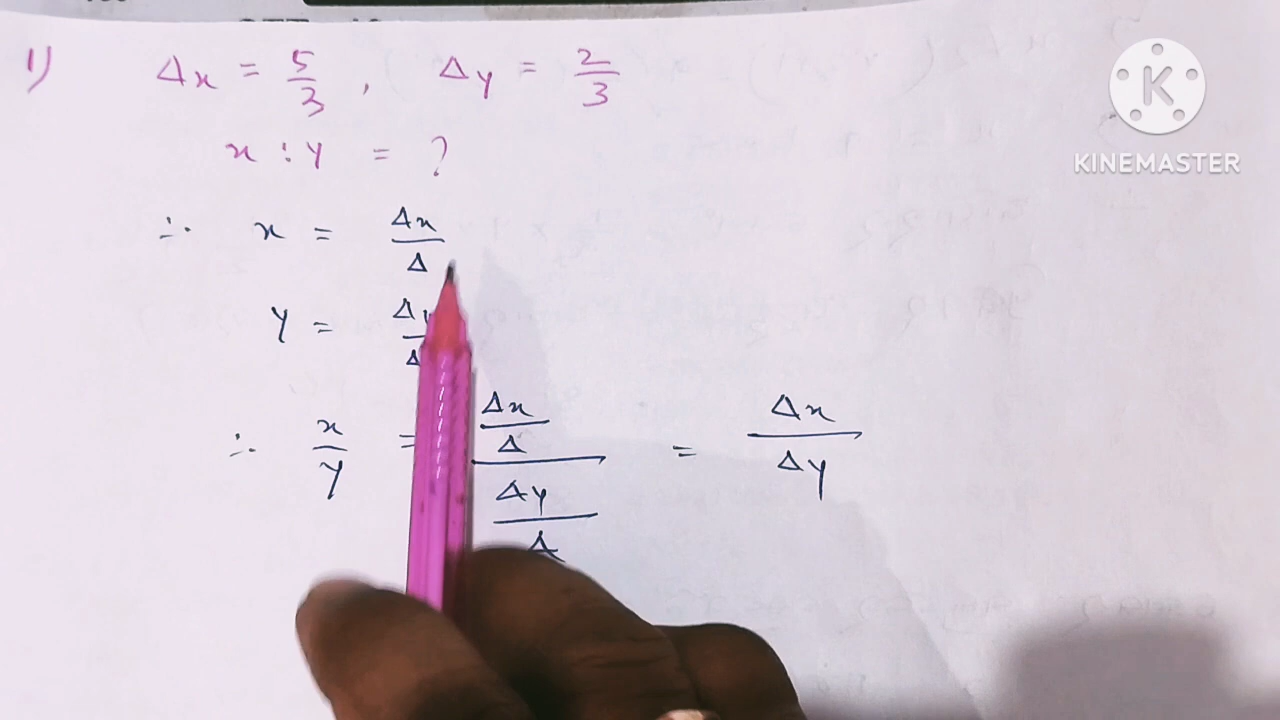 1) Δx = 5/3 , Δy = 2/3
x : y = ?
∴ x = Δx/Δ
y =
∴ x/y = (Δx/Δ)/(Δy/Δ) = Δx/Δy
K
KINEMASTER